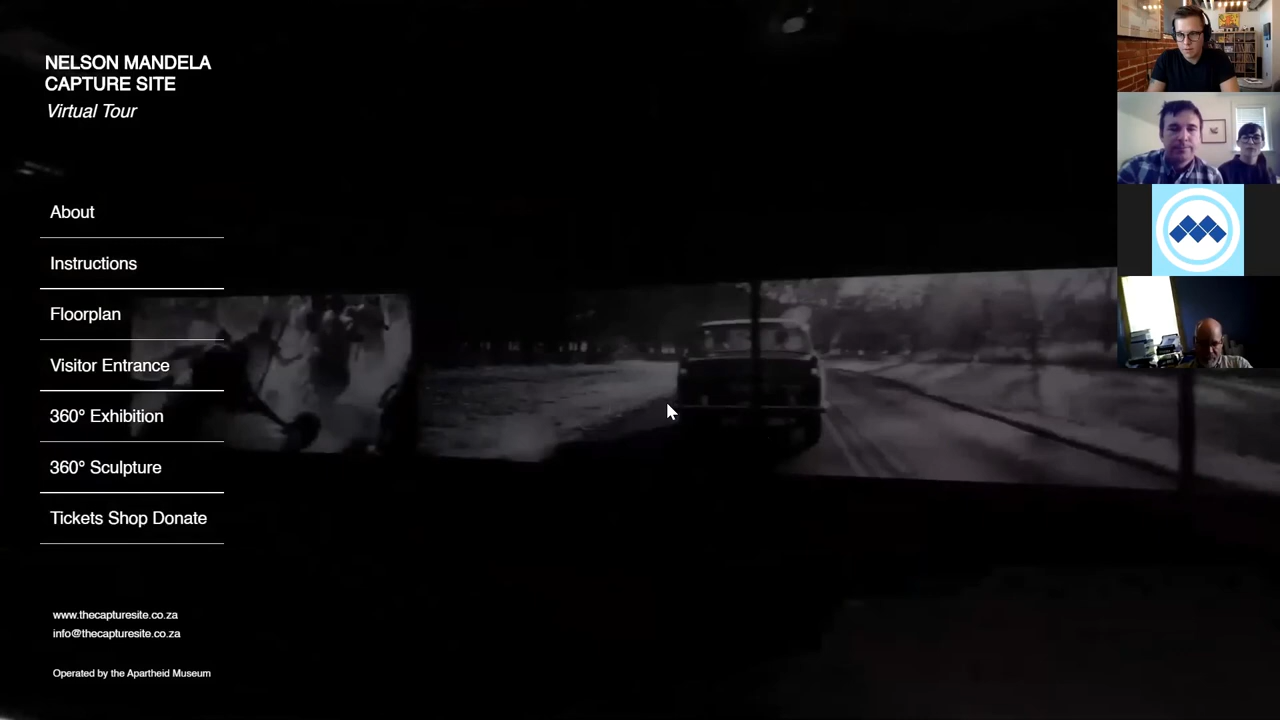 NELSON MANDELA
CAPTURE SITE
Virtual Tour
About
Instructions
Floorplan
Visitor Entrance
360° Exhibition
360° Sculpture
Tickets Shop Donate
www.thecapturesite.co.za
info@thecapturesite.co.za
Operated by the Apartheid Museum